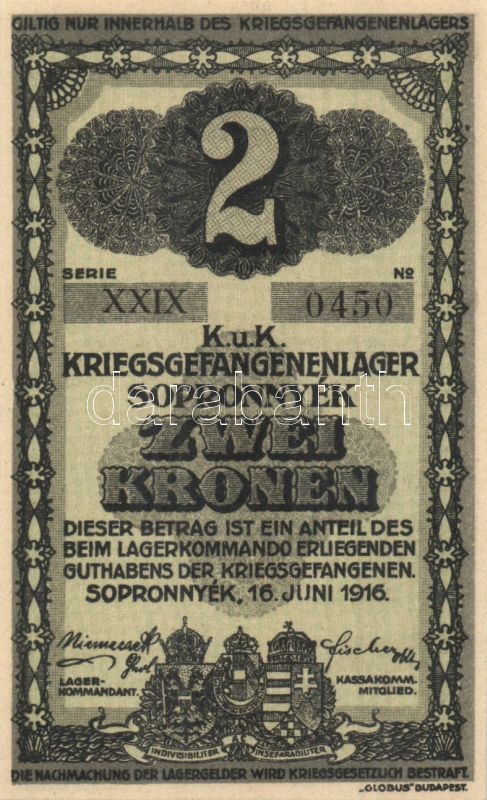 GILTIG NUR INNERHALB DES KRIEGSGEFANGENENLAGERS
2
SERIE No
XXIX 0450
K.u.K.
KRIEGSGEFANGENENLAGER
SOPRONNYÉK
ZWEI
KRONEN
DIESER BETRAG IST EIN ANTEIL DES
BEIM LAGERKOMMANDO ERLIEGENDEN
GUTHABENS DER KRIEGSGEFANGENEN.
SOPRONNYÉK, 16. JUNI 1916.
LAGER-
KOMMANDANT.
KASSAKOMM.
MITGLIED.
INDIVISIBILITER AC INSEPARABILITER
DIE NACHMACHUNG DER LAGERGELDER WIRD KRIEGSGESETZLICH BESTRAFT.
„GLOBUS" BUDAPEST.
darabanth